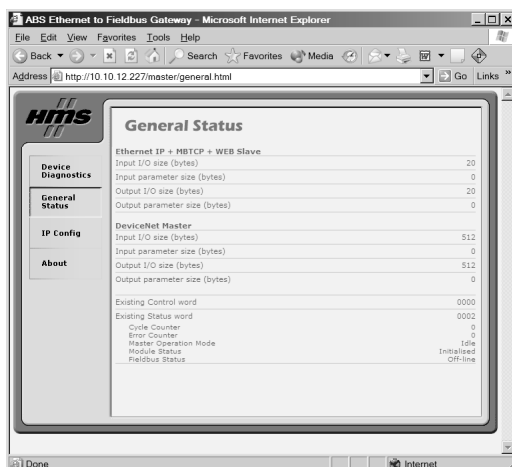 ABS Ethernet to Fieldbus Gateway - Microsoft Internet Explorer
File Edit View Favorites Tools Help
Back Search Favorites Media
Address http://10.10.12.227/master/general.html Go Links »
HMS
General Status
Device Diagnostics
General Status
IP Config
About
Ethernet IP + MBTCP + WEB Slave
Input I/O size (bytes) 20
Input parameter size (bytes) 0
Output I/O size (bytes) 20
Output parameter size (bytes) 0
DeviceNet Master
Input I/O size (bytes) 512
Input parameter size (bytes) 0
Output I/O size (bytes) 512
Output parameter size (bytes) 0
Existing Control word 0000
Existing Status word 0002
Cycle Counter 0
Error Counter 0
Master Operation Mode Idle
Module Status Initialised
Fieldbus Status Off-line
Done Internet